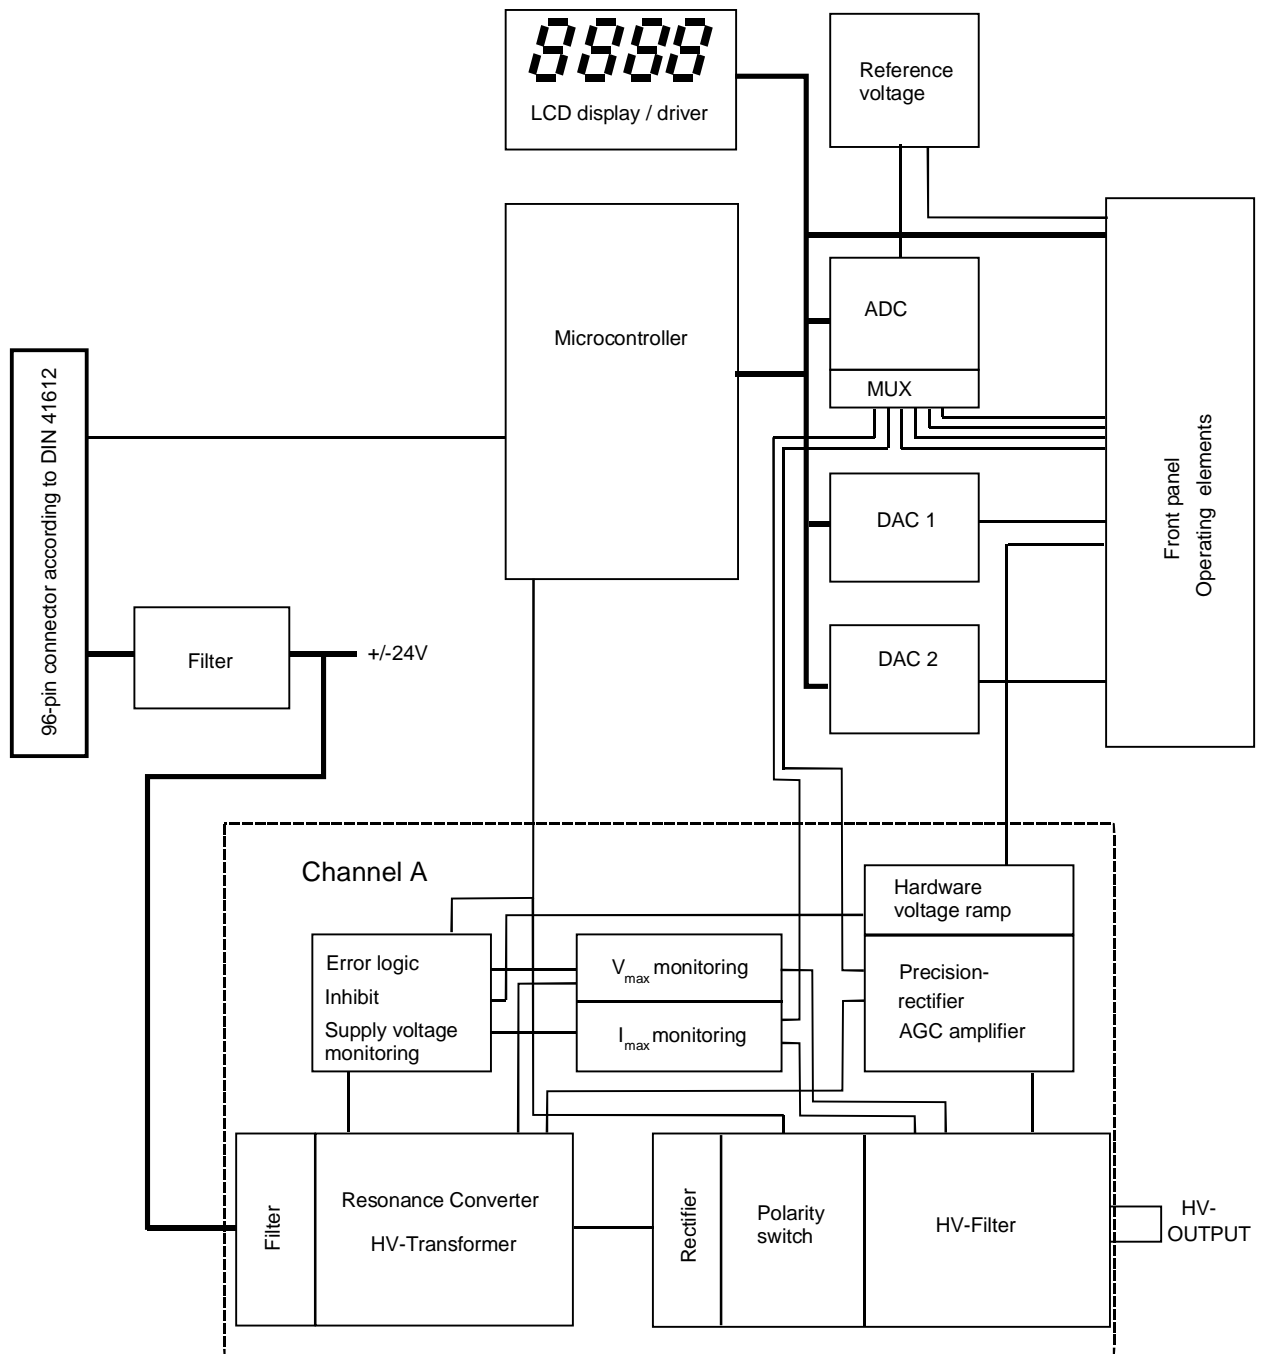 8888
LCD display / driver
Reference
voltage
Microcontroller
ADC
MUX
DAC 1
DAC 2
Front panel
Operating elements
96-pin connector according to DIN 41612
Filter
+/-24V
Channel A
Hardware
voltage ramp
Error logic
Inhibit
Supply voltage
monitoring
Vmax monitoring
Imax monitoring
Precision-
rectifier
AGC amplifier
Filter
Resonance Converter
HV-Transformer
Rectifier
Polarity
switch
HV-Filter
HV-
OUTPUT